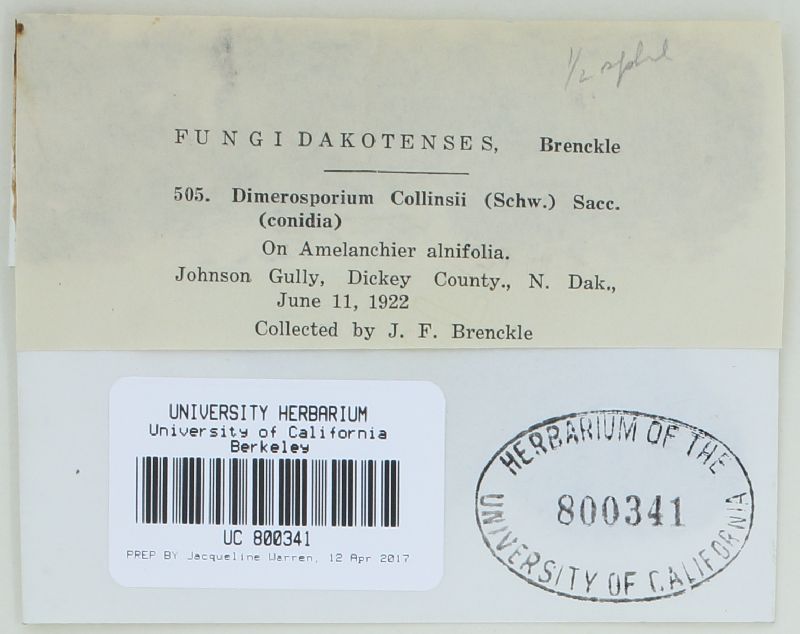 1/2
FUNGI DAKOTENSES, Brenckle
505. Dimerosporium Collinsii (Schw.) Sacc.
(conidia)
On Amelanchier alnifolia.
Johnson Gully, Dickey County., N. Dak.,
June 11, 1922
Collected by J. F. Brenckle
UNIVERSITY HERBARIUM
University of California
Berkeley
UC 800341
PREP BY Jacqueline Warren, 12 Apr 2017
HERBARIUM OF THE
800341
UNIVERSITY OF CALIFORNIA